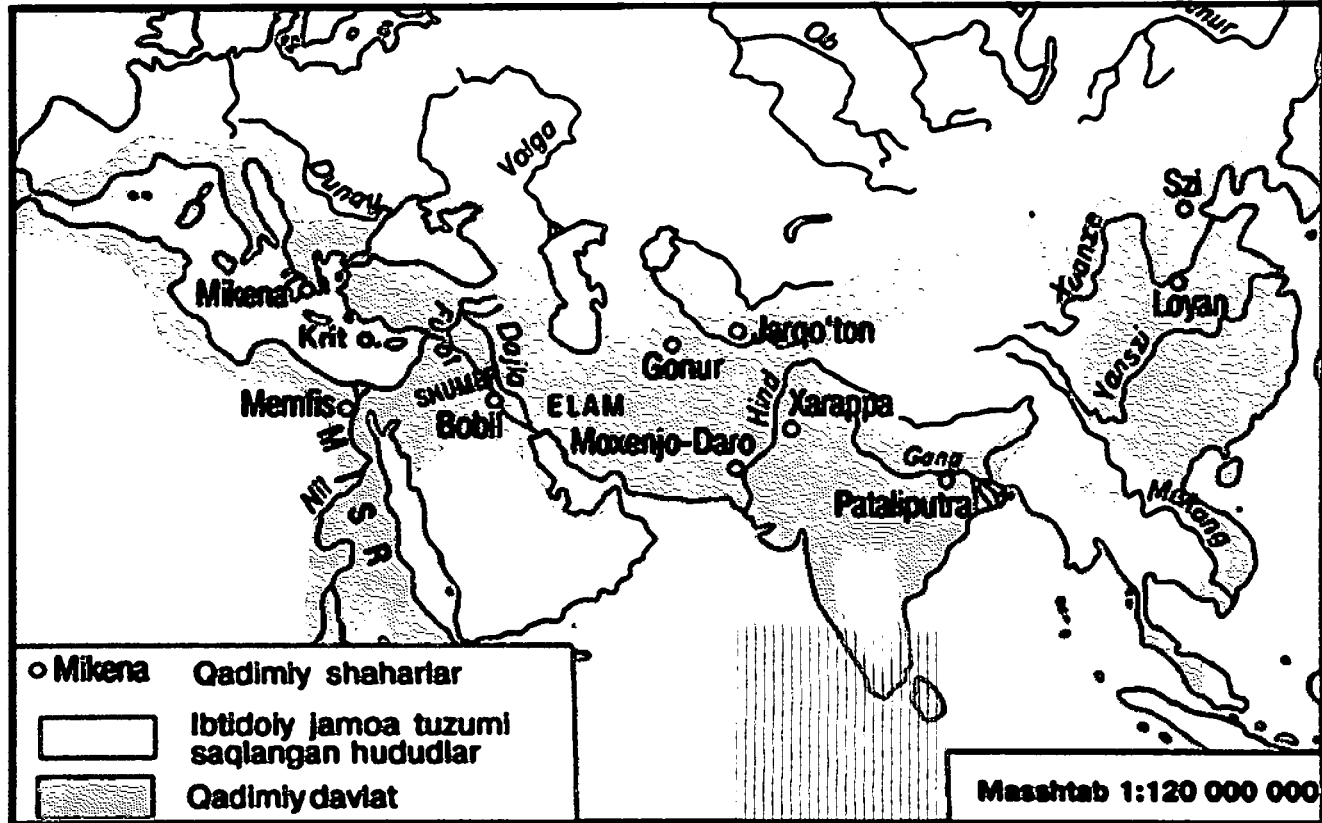 Ob
Volga
Dunay
Szi
Xuanxe
Loyan
Mikena
Krit o.
Dajla
Jarqo‘ton
Gonur
Yanszi
SHUMER
Hind
Memfis
Bobil
ELAM
Xarappa
Moxenjo-Daro
Gang
MISR
Nil
Pataliputra
Mekong
Mikena Qadimiy shaharlar
Ibtidoiy jamoa tuzumi
saqlangan hududlar
Qadimiy davlat
Masshtab 1:120 000 000